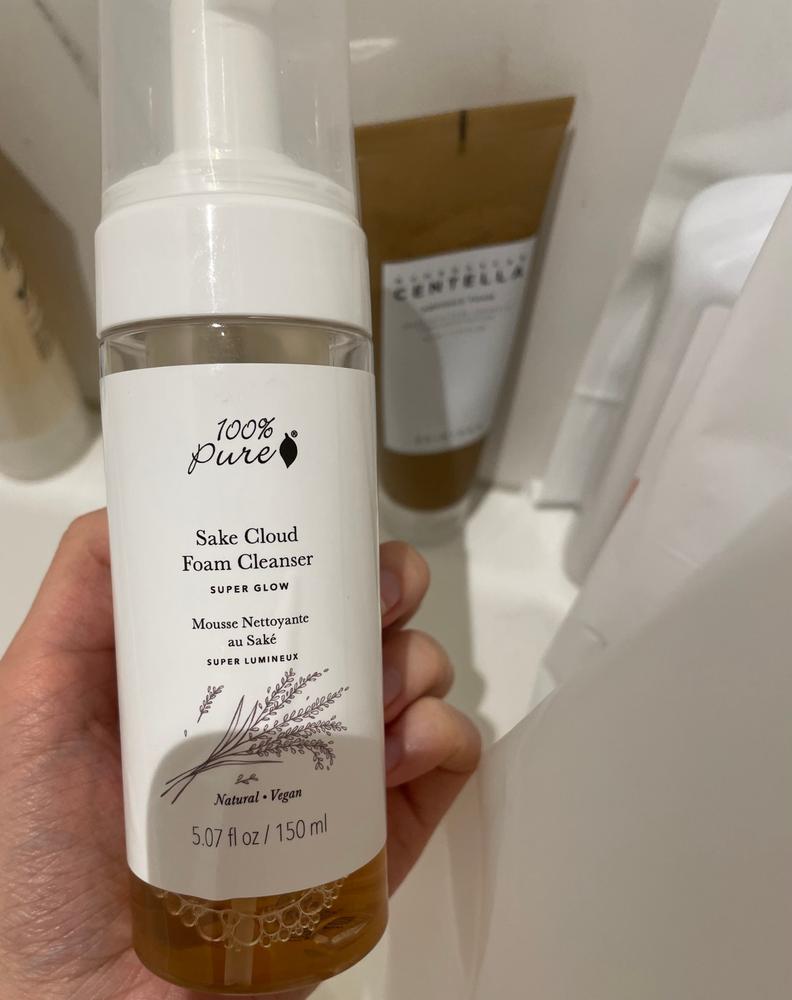 100%
Pure®
Sake Cloud
Foam Cleanser
SUPER GLOW
Mousse Nettoyante
au Saké
SUPER LUMINEUX
Natural • Vegan
5.07 fl oz / 150 ml
CENTELLA